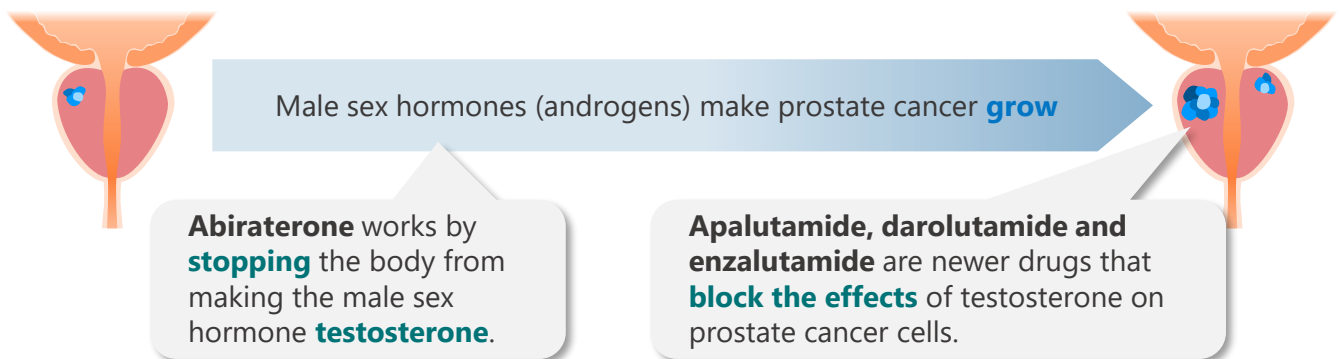 Male sex hormones (androgens) make prostate cancer grow
Abiraterone works by
stopping the body from
making the male sex
hormone testosterone.
Apalutamide, darolutamide and
enzalutamide are newer drugs that
block the effects of testosterone on
prostate cancer cells.